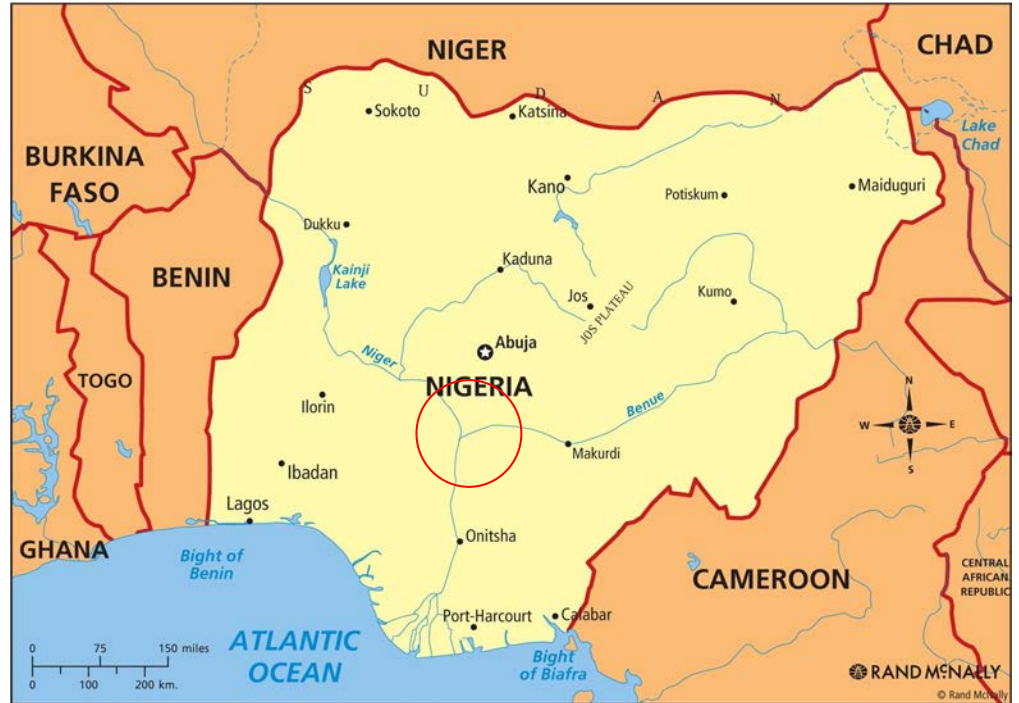 NIGER
CHAD
S U D A N
Sokoto
Katsina
Lake
Chad
BURKINA
FASO
Kano
Potiskum
Maiduguri
Dukku
BENIN
Kainji
Lake
Kaduna
Jos
JOS PLATEAU
Kumo
Abuja
Niger
NIGERIA
TOGO
Ilorin
Benue
N
W
E
S
Makurdi
Ibadan
Lagos
Onitsha
GHANA
Bight of
Benin
CAMEROON
CENTRAL
AFRICAN
REPUBLIC
Port-Harcourt
Calabar
ATLANTIC
OCEAN
Bight of
Biafra
0 75 150 miles
0 100 200 km.
RAND McNALLY
© Rand McNally